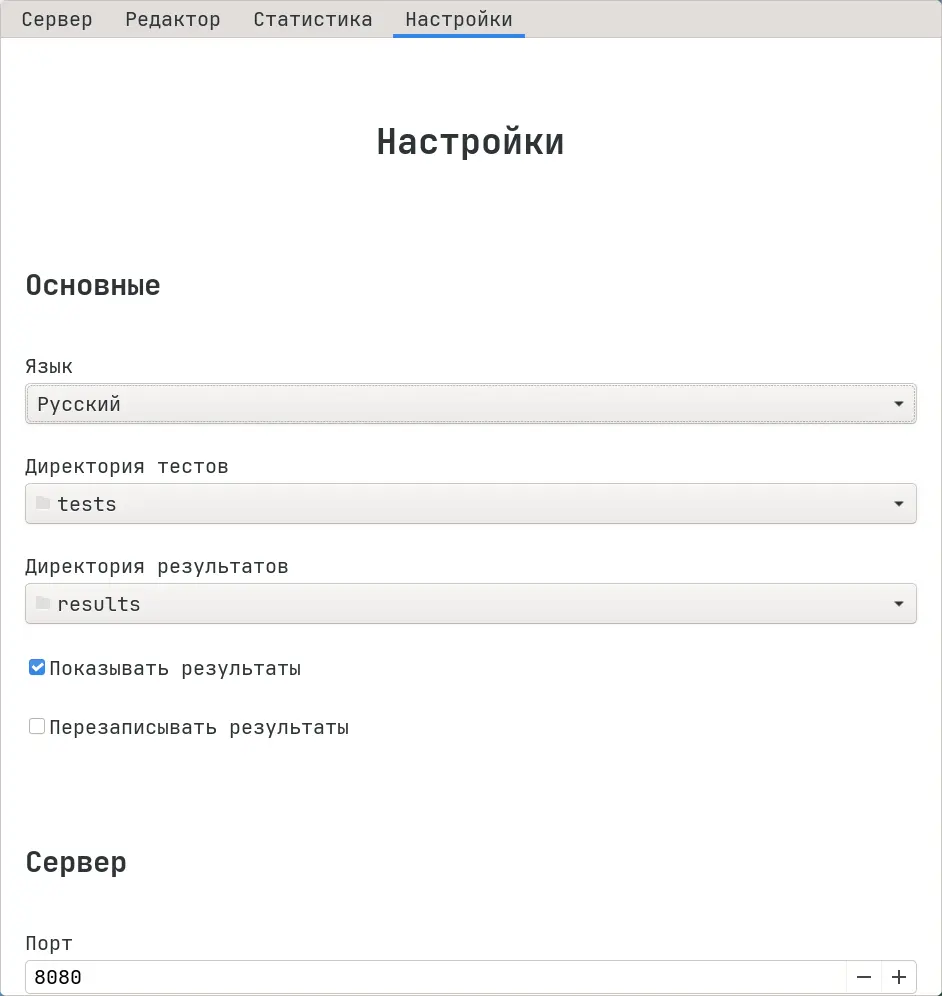 Сервер Редактор Статистика Настройки
Настройки
Основные
Язык
Русский
Директория тестов
tests
Директория результатов
results
Показывать результаты
Перезаписывать результаты
Сервер
Порт
8080